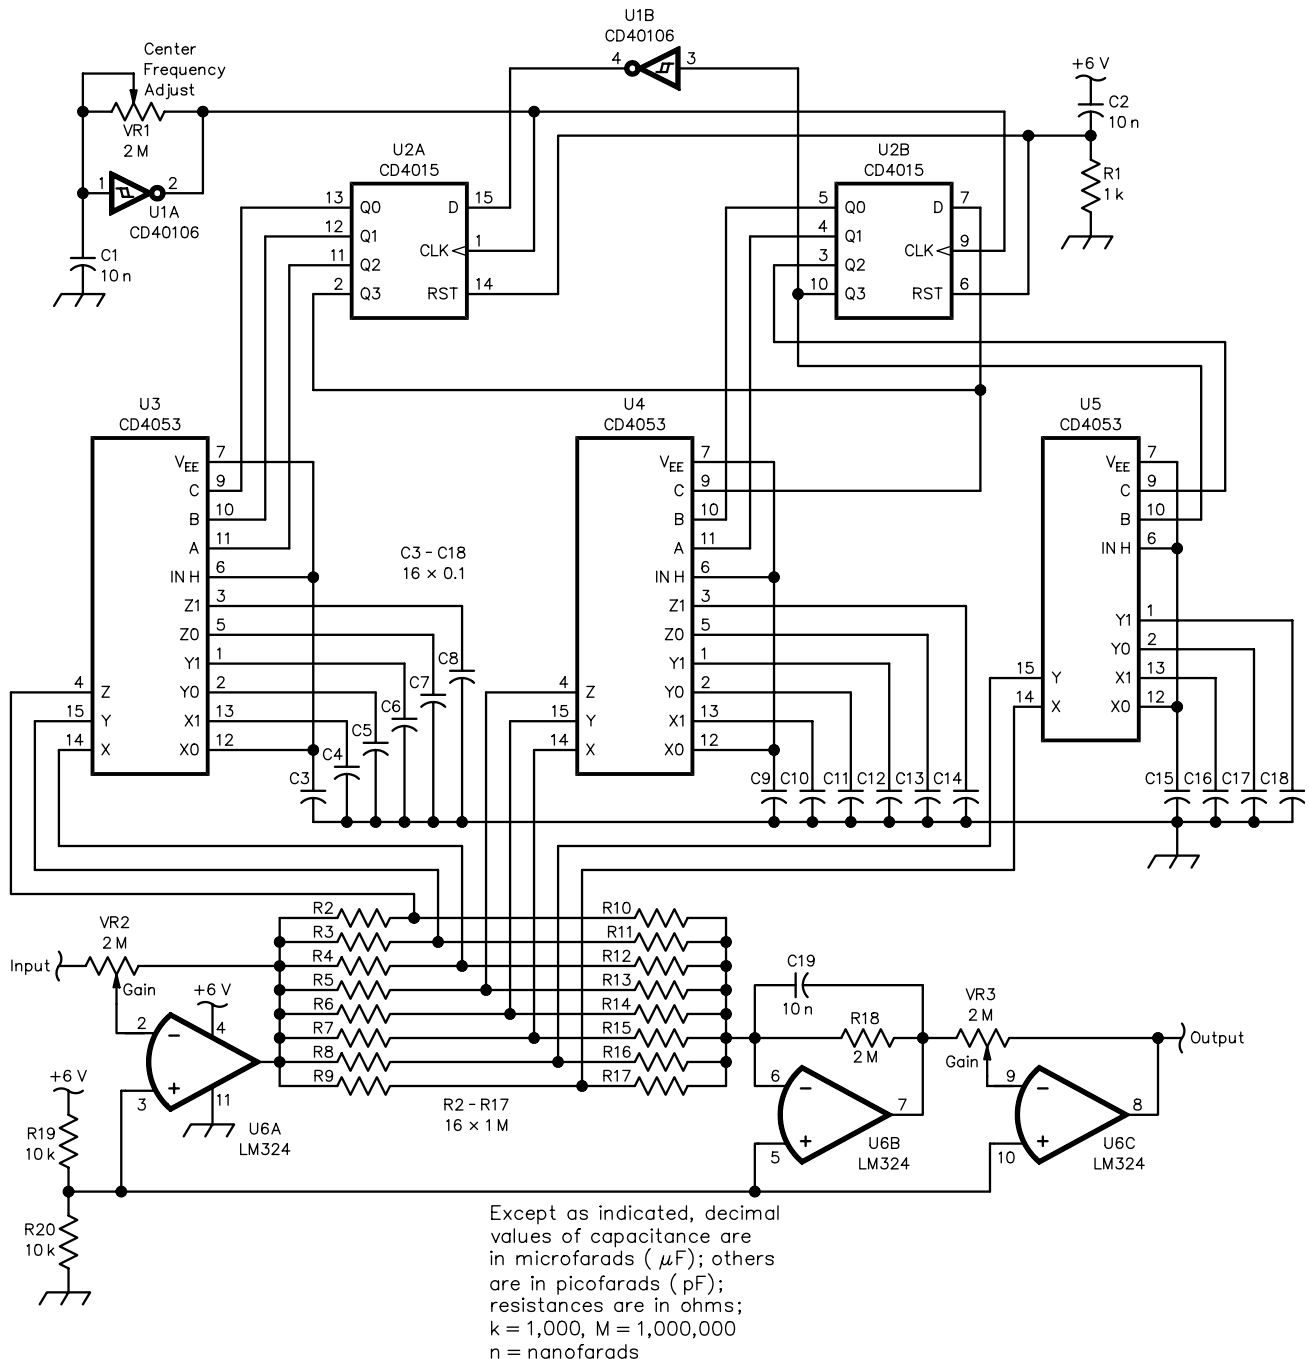 U1B
CD40106
4
3
Center
Frequency
Adjust
VR1
2 M
1
2
U1A
CD40106
C1
10 n
+6 V
C2
10 n
R1
1 k
U2A
CD4015
13 Q0 D 15
12 Q1
11 Q2 CLK 1
2 Q3 RST 14
U2B
CD4015
5 Q0 D 7
4 Q1
3 Q2 CLK 9
10 Q3 RST 6
U3
CD4053
VEE 7
C 9
B 10
A 11
INH 6
Z1 3
Z0 5
Y1 1
4 Z Y0 2
15 Y X1 13
14 X X0 12
C3 – C18
16 × 0.1
C3
C4
C5
C6
C7
C8
U4
CD4053
VEE 7
C 9
B 10
A 11
INH 6
Z1 3
Z0 5
Y1 1
4 Z Y0 2
15 Y X1 13
14 X X0 12
C9 C10 C11 C12 C13 C14
U5
CD4053
VEE 7
C 9
B 10
INH 6
Y1 1
Y0 2
15 Y X1 13
14 X X0 12
C15 C16 C17 C18
VR2
2 M
Input
Gain
+6 V
2
–
4
+
3
11
U6A
LM324
+6 V
R19
10 k
R20
10 k
R2 R10
R3 R11
R4 R12
R5 R13
R6 R14
R7 R15
R8 R16
R9 R17
R2 – R17
16 × 1 M
C19
10 n
R18
2 M
6
–
7
+
5
U6B
LM324
VR3
2 M
Gain
Output
9
–
8
+
10
U6C
LM324
Except as indicated, decimal
values of capacitance are
in microfarads ( µF); others
are in picofarads ( pF);
resistances are in ohms;
k = 1,000, M = 1,000,000
n = nanofarads